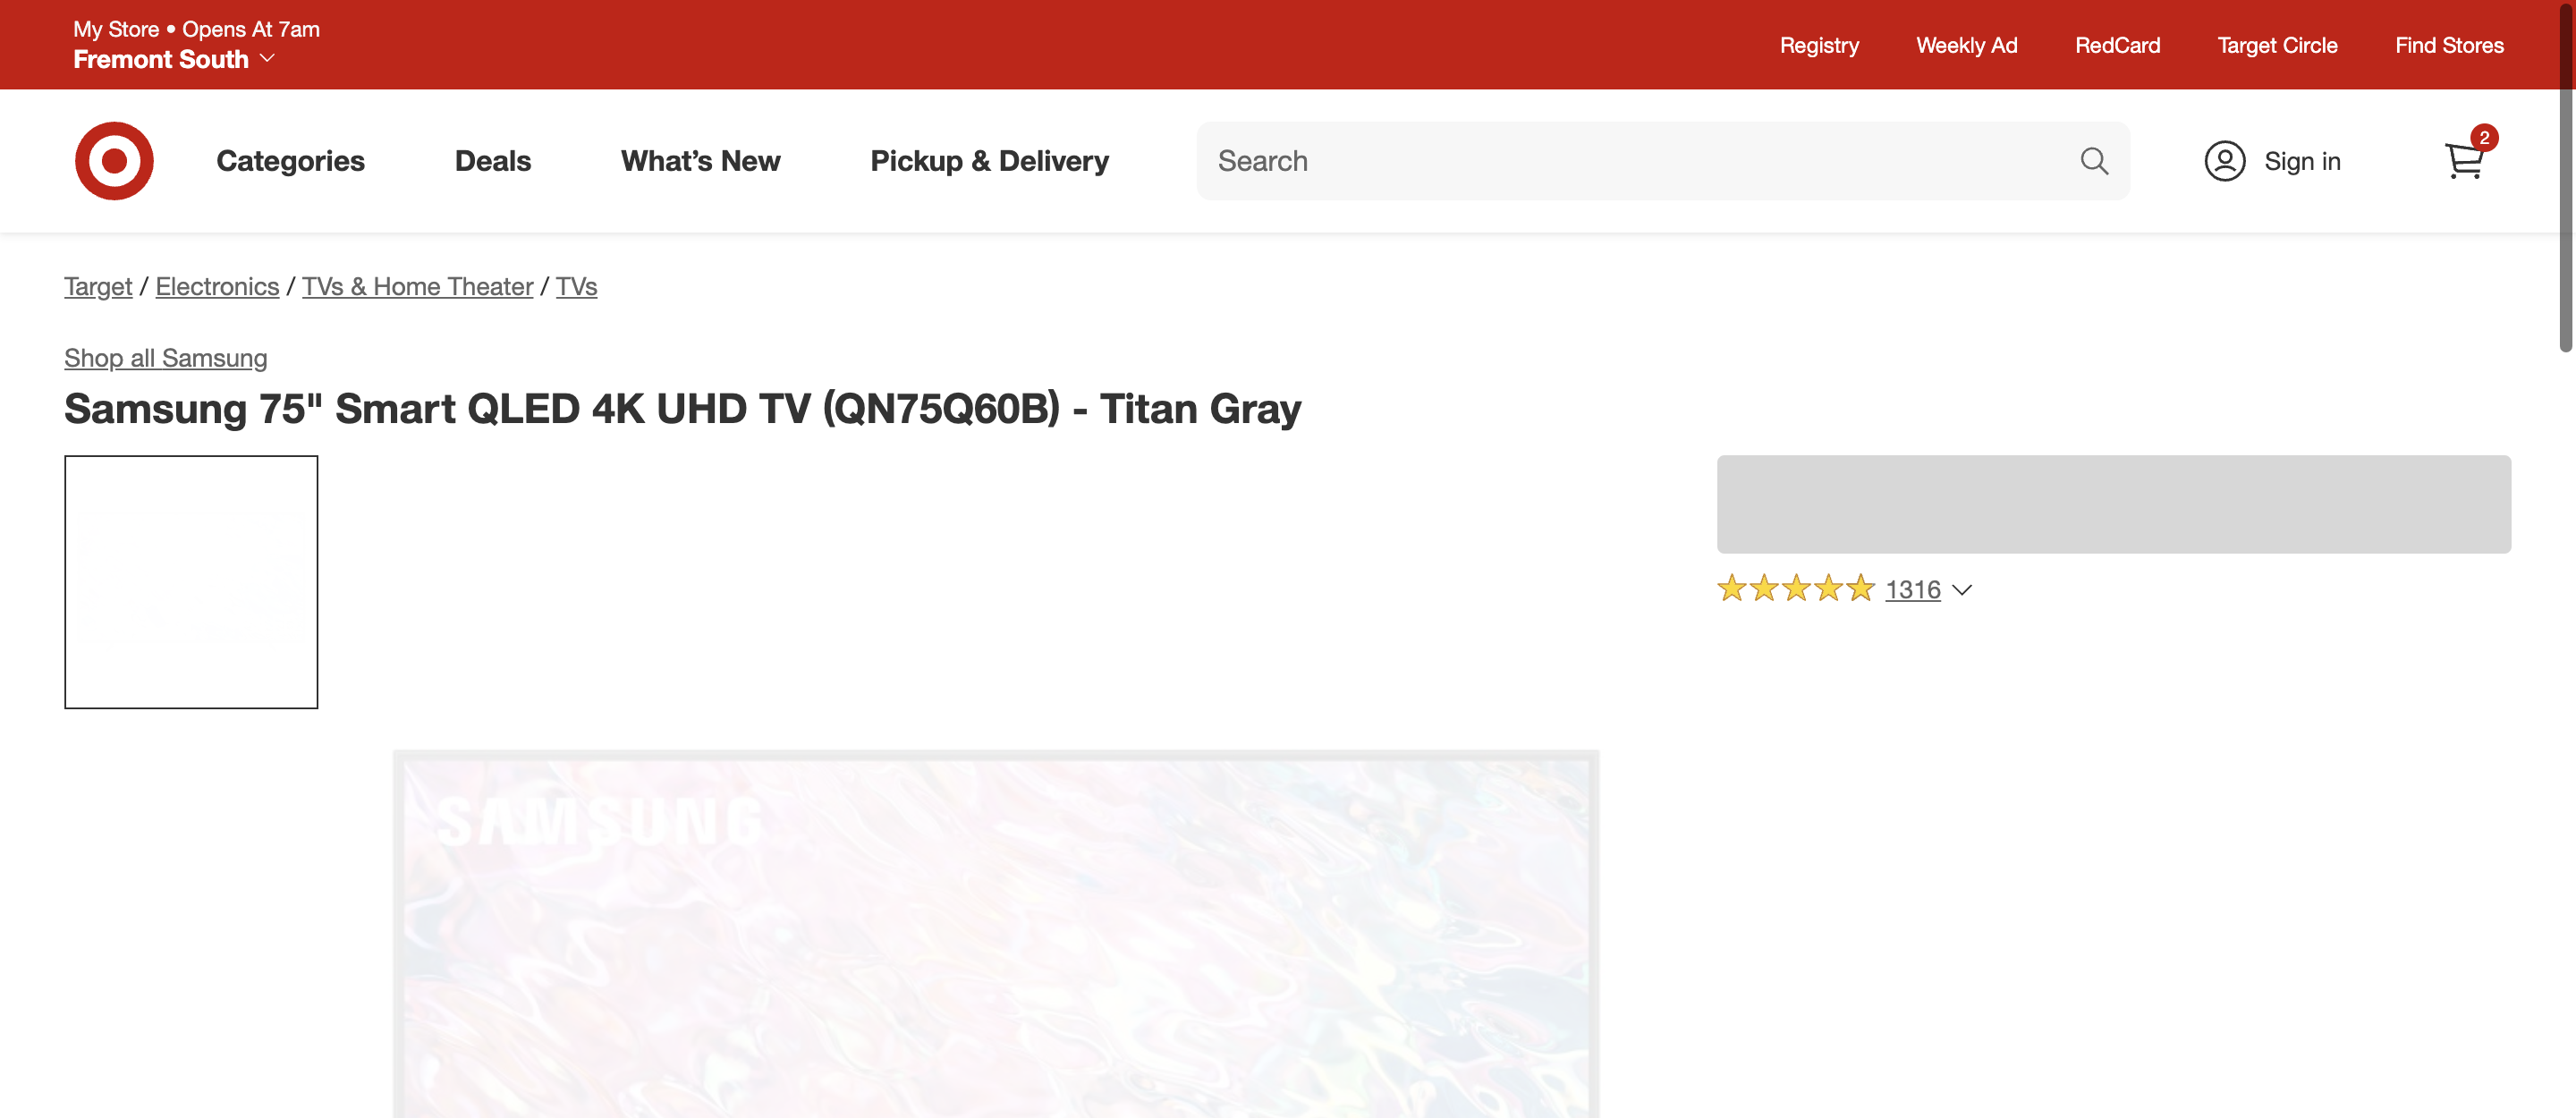 My Store • Opens At 7am
Fremont South
Registry
Weekly Ad
RedCard
Target Circle
Find Stores
Categories
Deals
What’s New
Pickup & Delivery
Search
Sign in
2
Target / Electronics / TVs & Home Theater / TVs
Shop all Samsung
Samsung 75" Smart QLED 4K UHD TV (QN75Q60B) - Titan Gray
1316
SAMSUNG